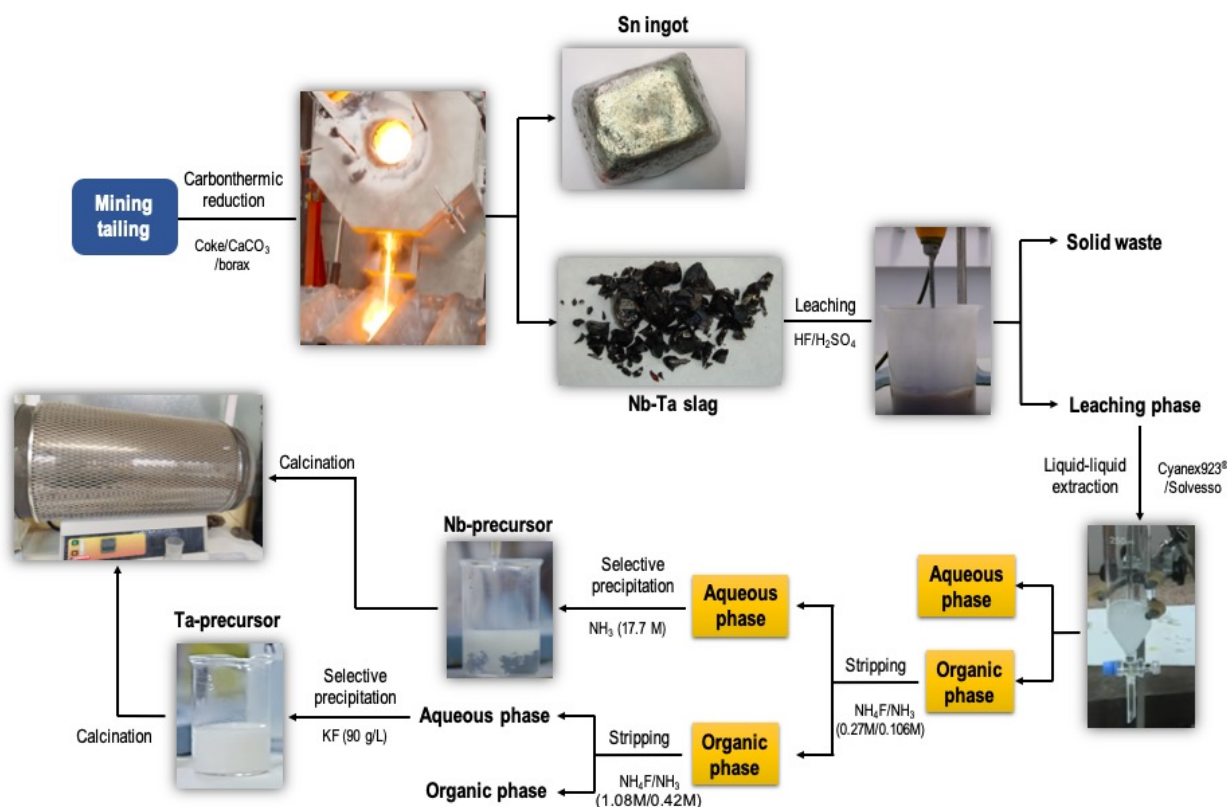 Sn ingot
Carbonthermic
reduction
Mining
tailing
Coke/CaCO₃
/borax
Solid waste
Leaching
HF/H₂SO₄
Nb-Ta slag
Leaching phase
Liquid-liquid
extraction
Cyanex923®
/Solvesso
Calcination
Nb-precursor
Selective
precipitation
NH₃ (17.7 M)
Aqueous
phase
Aqueous
phase
Stripping
NH₄F/NH₃
(0.27M/0.106M)
Organic
phase
Ta-precursor
Calcination
Selective
precipitation
KF (90 g/L)
Aqueous phase
Organic phase
Stripping
NH₄F/NH₃
(1.08M/0.42M)
Organic
phase